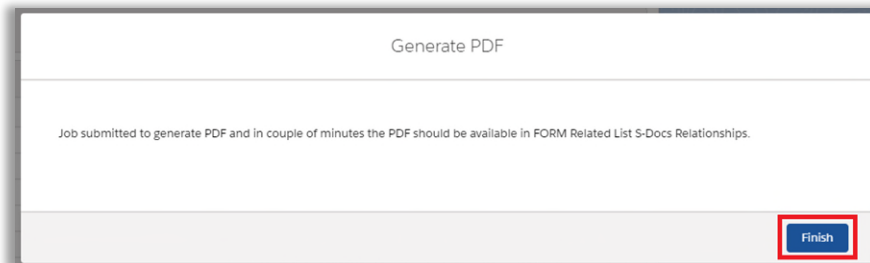 Generate PDF
Job submitted to generate PDF and in couple of minutes the PDF should be available in FORM Related List S-Docs Relationships.
Finish